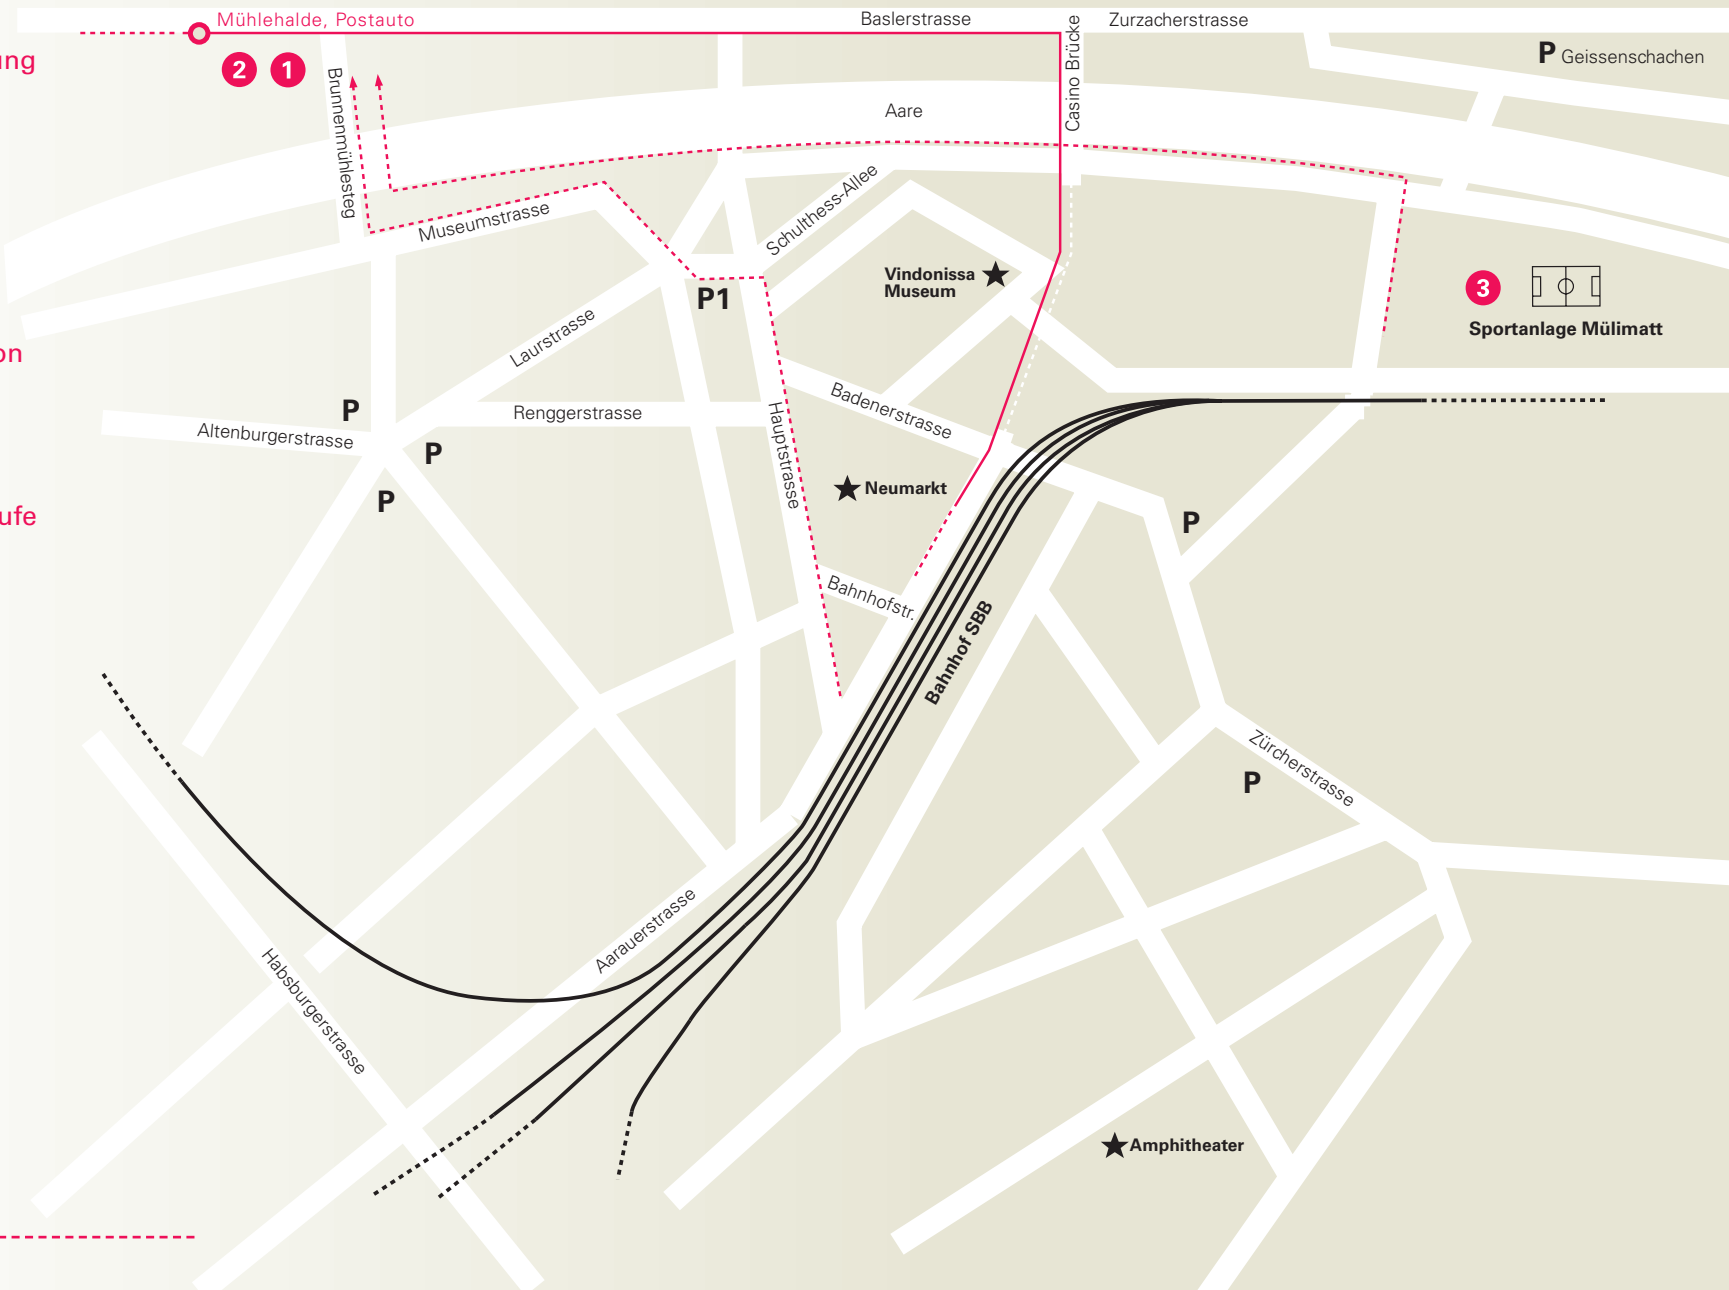 Mühlehalde, Postauto
Baslerstrasse
Zurzacherstrasse
Casino Brücke
P Geissenschachen
ung
2
1
Brunnenmühlesteg
Aare
Museumstrasse
Schulthess-Allee
Vindonissa
Museum
P1
3
Sportanlage Mülimatt
on
Laurstrasse
P
Renggerstrasse
Altenburgerstrasse
P
P
Badenerstrasse
Hauptstrasse
Neumarkt
ufe
P
Bahnhofstr.
Bahnhof SBB
Zürcherstrasse
P
Aarauerstrasse
Habsburgerstrasse
Amphitheater